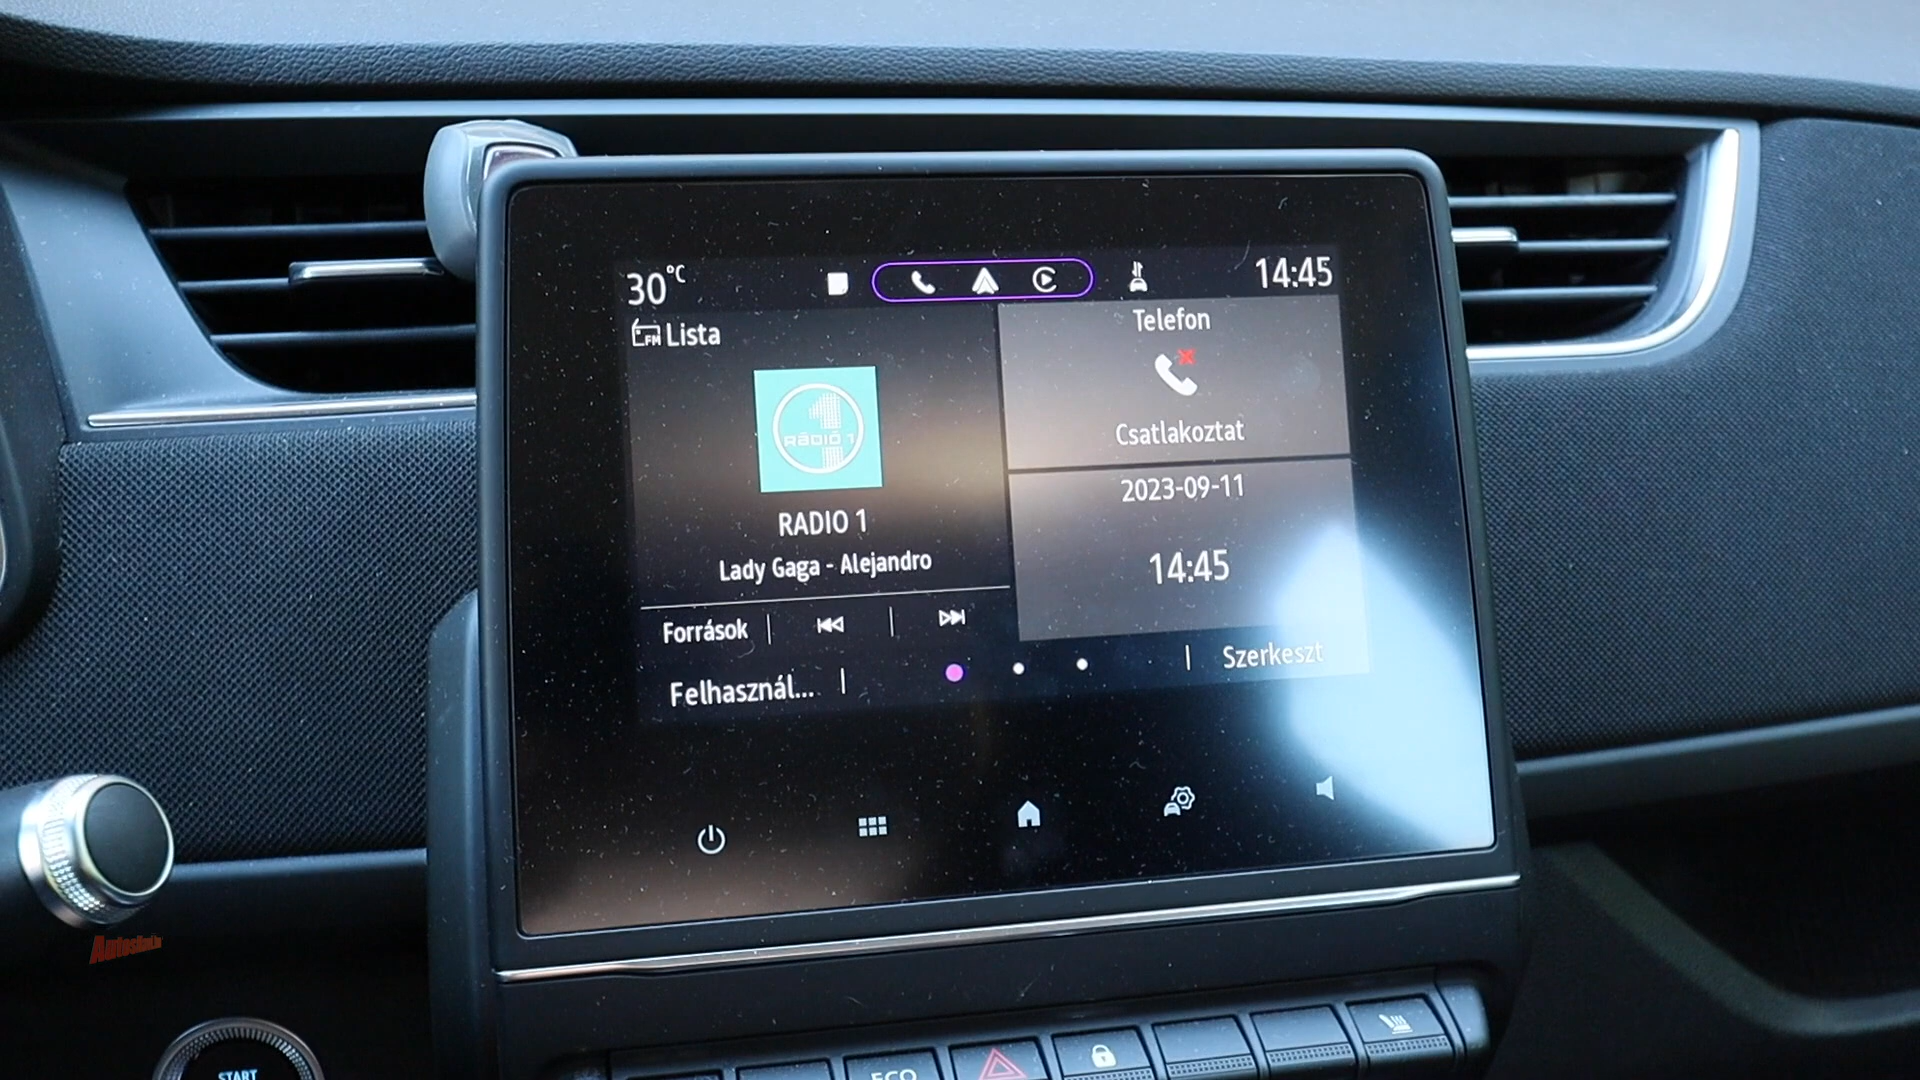 30°C
14:45
FM Lista
RÁDIÓ 1
RADIO 1
Lady Gaga - Alejandro
Források
Felhasznál...
Telefon
Csatlakoztat
2023-09-11
14:45
Szerkeszt
START
ECO